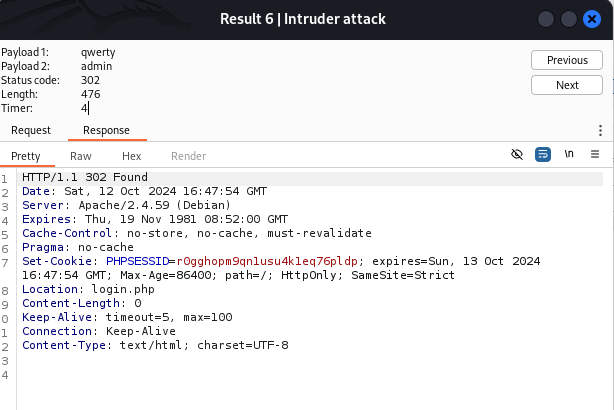 Result 6 | Intruder attack
Payload 1: qwerty
Payload 2: admin
Status code: 302
Length: 476
Timer: 4
Previous
Next
Request Response
Pretty Raw Hex Render \n
1 HTTP/1.1 302 Found
2 Date: Sat, 12 Oct 2024 16:47:54 GMT
3 Server: Apache/2.4.59 (Debian)
4 Expires: Thu, 19 Nov 1981 08:52:00 GMT
5 Cache-Control: no-store, no-cache, must-revalidate
6 Pragma: no-cache
7 Set-Cookie: PHPSESSID=r0gghopm9qn1usu4k1eq76pldp; expires=Sun, 13 Oct 2024
16:47:54 GMT; Max-Age=86400; path=/; HttpOnly; SameSite=Strict
8 Location: login.php
9 Content-Length: 0
0 Keep-Alive: timeout=5, max=100
1 Connection: Keep-Alive
2 Content-Type: text/html; charset=UTF-8
3
4